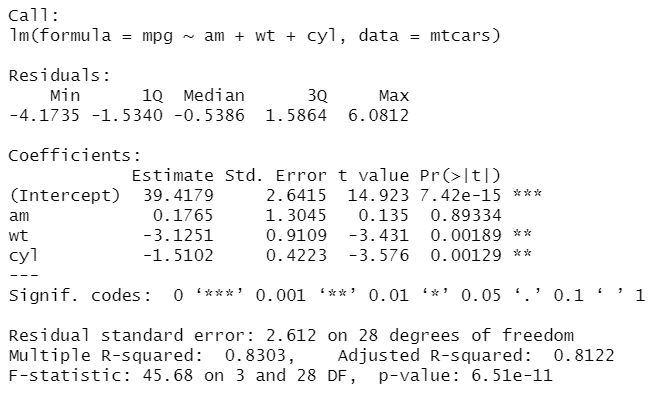 Call:
lm(formula = mpg ~ am + wt + cyl, data = mtcars)
Residuals:
    Min      1Q  Median      3Q     Max
-4.1735 -1.5340 -0.5386  1.5864  6.0812
Coefficients:
            Estimate Std. Error t value Pr(>|t|)
(Intercept)  39.4179     2.6415  14.923 7.42e-15 ***
am            0.1765     1.3045   0.135  0.89334
wt           -3.1251     0.9109  -3.431  0.00189 **
cyl          -1.5102     0.4223  -3.576  0.00129 **
---
Signif. codes:  0 ‘***’ 0.001 ‘**’ 0.01 ‘*’ 0.05 ‘.’ 0.1 ‘ ’ 1
Residual standard error: 2.612 on 28 degrees of freedom
Multiple R-squared:  0.8303,    Adjusted R-squared:  0.8122
F-statistic: 45.68 on 3 and 28 DF,  p-value: 6.51e-11